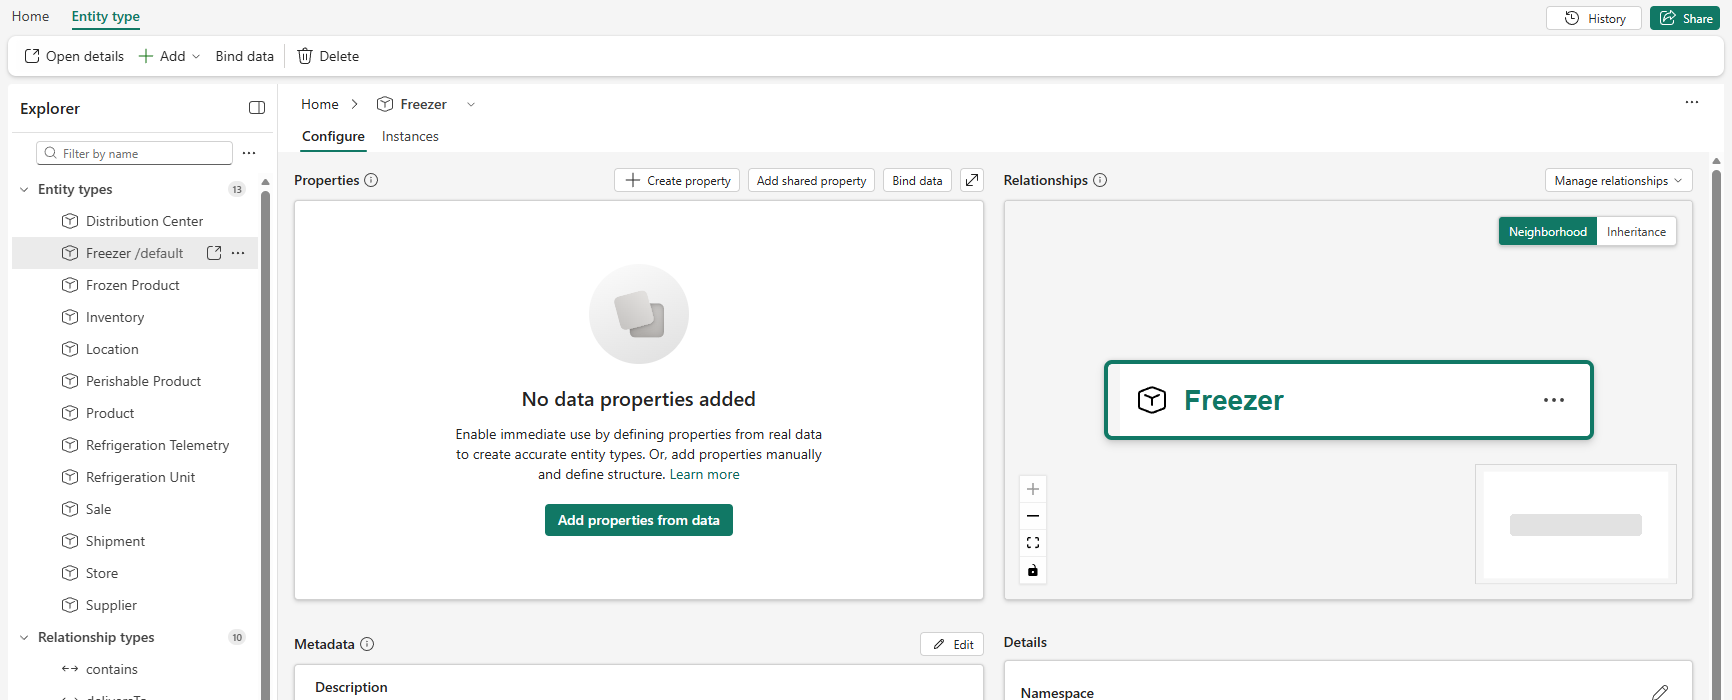 Home
Entity type
History
Share
Open details
Add
Bind data
Delete
Explorer
Filter by name
Entity types
13
Distribution Center
Freezer /default
Frozen Product
Inventory
Location
Perishable Product
Product
Refrigeration Telemetry
Refrigeration Unit
Sale
Shipment
Store
Supplier
Relationship types
10
contains
deliversTo
Home
Freezer
Configure
Instances
Properties
Create property
Add shared property
Bind data
No data properties added
Enable immediate use by defining properties from real data
to create accurate entity types. Or, add properties manually
and define structure. Learn more
Add properties from data
Relationships
Manage relationships
Neighborhood
Inheritance
Freezer
Metadata
Edit
Description
Details
Namespace